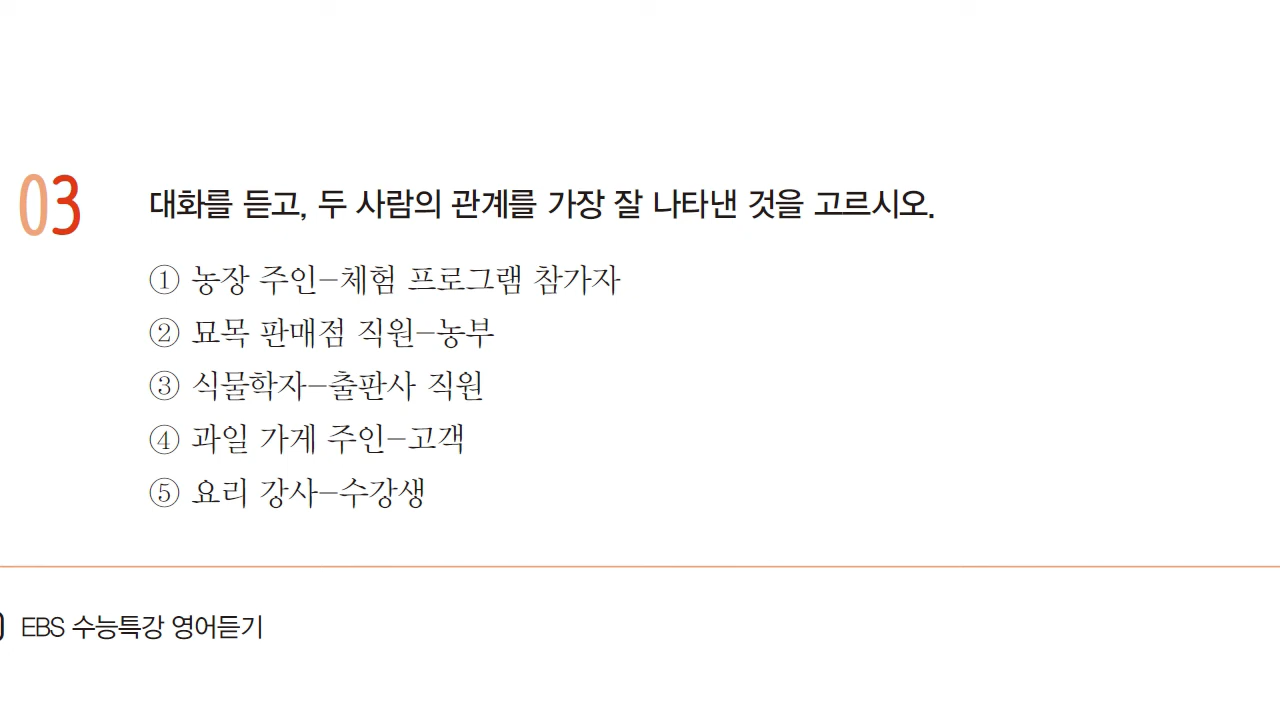 03 대화를 듣고, 두 사람의 관계를 가장 잘 나타낸 것을 고르시오.
① 농장 주인-체험 프로그램 참가자
② 묘목 판매점 직원-농부
③ 식물학자-출판사 직원
④ 과일 가게 주인-고객
⑤ 요리 강사-수강생
EBS 수능특강 영어듣기